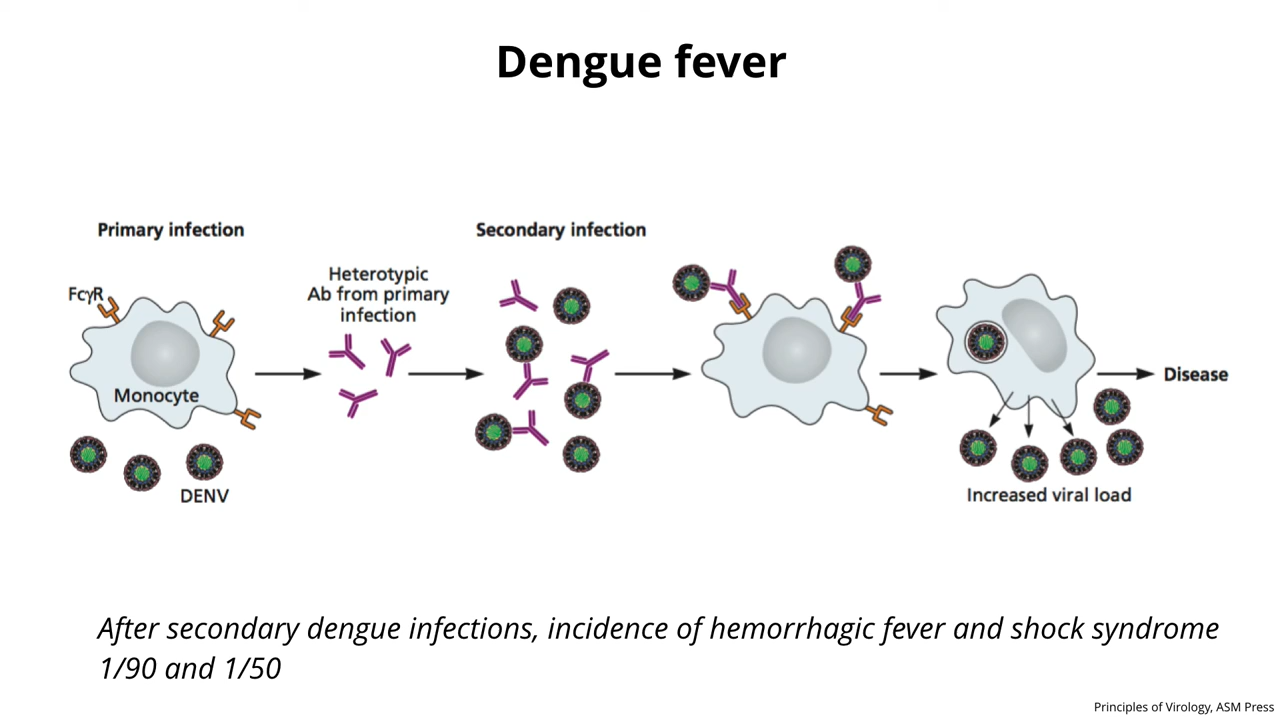 Dengue fever
Primary infection
Secondary infection
FcγR
Heterotypic
Ab from primary
infection
Monocyte
DENV
Disease
Increased viral load
After secondary dengue infections, incidence of hemorrhagic fever and shock syndrome
1/90 and 1/50
Principles of Virology, ASM Press